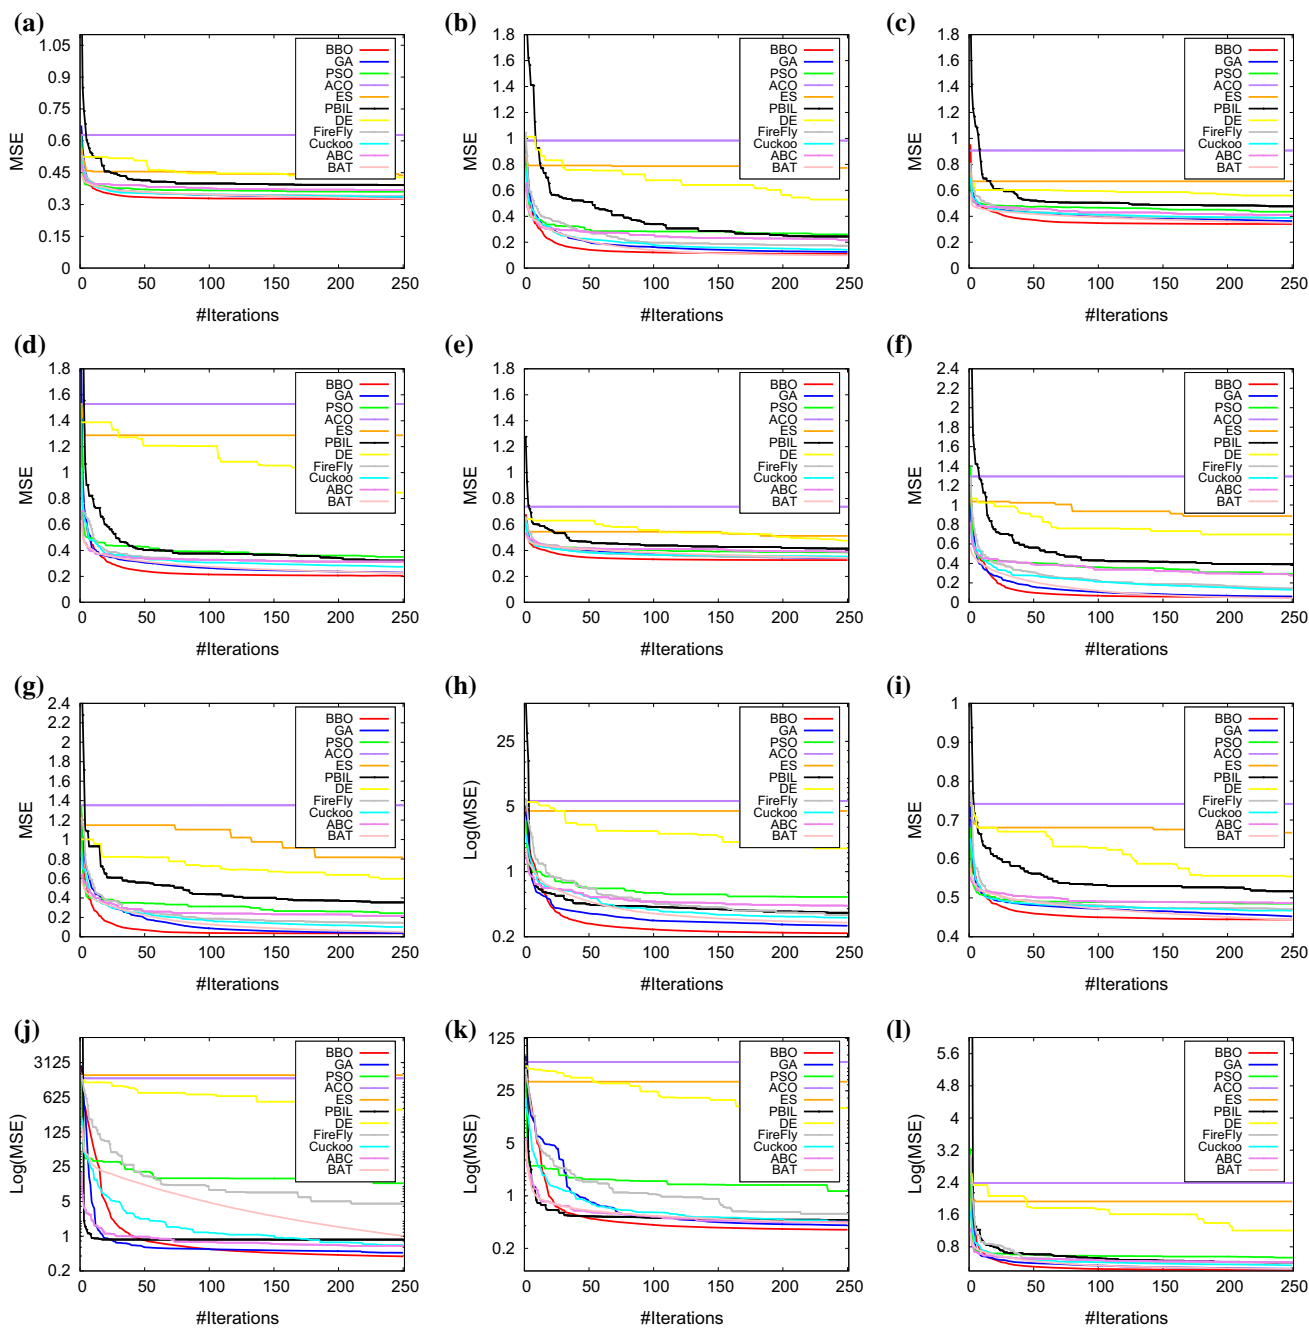 (a)
MSE
1.05
0.9
0.75
0.6
0.45
0.3
0.15
0
0 50 100 150 200 250
#Iterations
BBO
GA
PSO
ACO
ES
PBIL
DE
FireFly
Cuckoo
ABC
BAT
(b)
MSE
1.8
1.6
1.4
1.2
1
0.8
0.6
0.4
0.2
0
0 50 100 150 200 250
#Iterations
BBO
GA
PSO
ACO
ES
PBIL
DE
FireFly
Cuckoo
ABC
BAT
(c)
MSE
1.8
1.6
1.4
1.2
1
0.8
0.6
0.4
0.2
0
0 50 100 150 200 250
#Iterations
BBO
GA
PSO
ACO
ES
PBIL
DE
FireFly
Cuckoo
ABC
BAT
(d)
MSE
1.8
1.6
1.4
1.2
1
0.8
0.6
0.4
0.2
0
0 50 100 150 200 250
#Iterations
BBO
GA
PSO
ACO
ES
PBIL
DE
FireFly
Cuckoo
ABC
BAT
(e)
MSE
1.8
1.6
1.4
1.2
1
0.8
0.6
0.4
0.2
0
0 50 100 150 200 250
#Iterations
BBO
GA
PSO
ACO
ES
PBIL
DE
FireFly
Cuckoo
ABC
BAT
(f)
MSE
2.4
2.2
2
1.8
1.6
1.4
1.2
1
0.8
0.6
0.4
0.2
0
0 50 100 150 200 250
#Iterations
BBO
GA
PSO
ACO
ES
PBIL
DE
FireFly
Cuckoo
ABC
BAT
(g)
MSE
2.4
2.2
2
1.8
1.6
1.4
1.2
1
0.8
0.6
0.4
0.2
0
0 50 100 150 200 250
#Iterations
BBO
GA
PSO
ACO
ES
PBIL
DE
FireFly
Cuckoo
ABC
BAT
(h)
Log(MSE)
25
5
1
0.2
0 50 100 150 200 250
#Iterations
BBO
GA
PSO
ACO
ES
PBIL
DE
FireFly
Cuckoo
ABC
BAT
(i)
MSE
1
0.9
0.8
0.7
0.6
0.5
0.4
0 50 100 150 200 250
#Iterations
BBO
GA
PSO
ACO
ES
PBIL
DE
FireFly
Cuckoo
ABC
BAT
(j)
Log(MSE)
3125
625
125
25
5
1
0.2
0 50 100 150 200 250
#Iterations
BBO
GA
PSO
ACO
ES
PBIL
DE
FireFly
Cuckoo
ABC
BAT
(k)
Log(MSE)
125
25
5
1
0.2
0 50 100 150 200 250
#Iterations
BBO
GA
PSO
ACO
ES
PBIL
DE
FireFly
Cuckoo
ABC
BAT
(l)
Log(MSE)
5.6
4.8
4
3.2
2.4
1.6
0.8
0 50 100 150 200 250
#Iterations
BBO
GA
PSO
ACO
ES
PBIL
DE
FireFly
Cuckoo
ABC
BAT